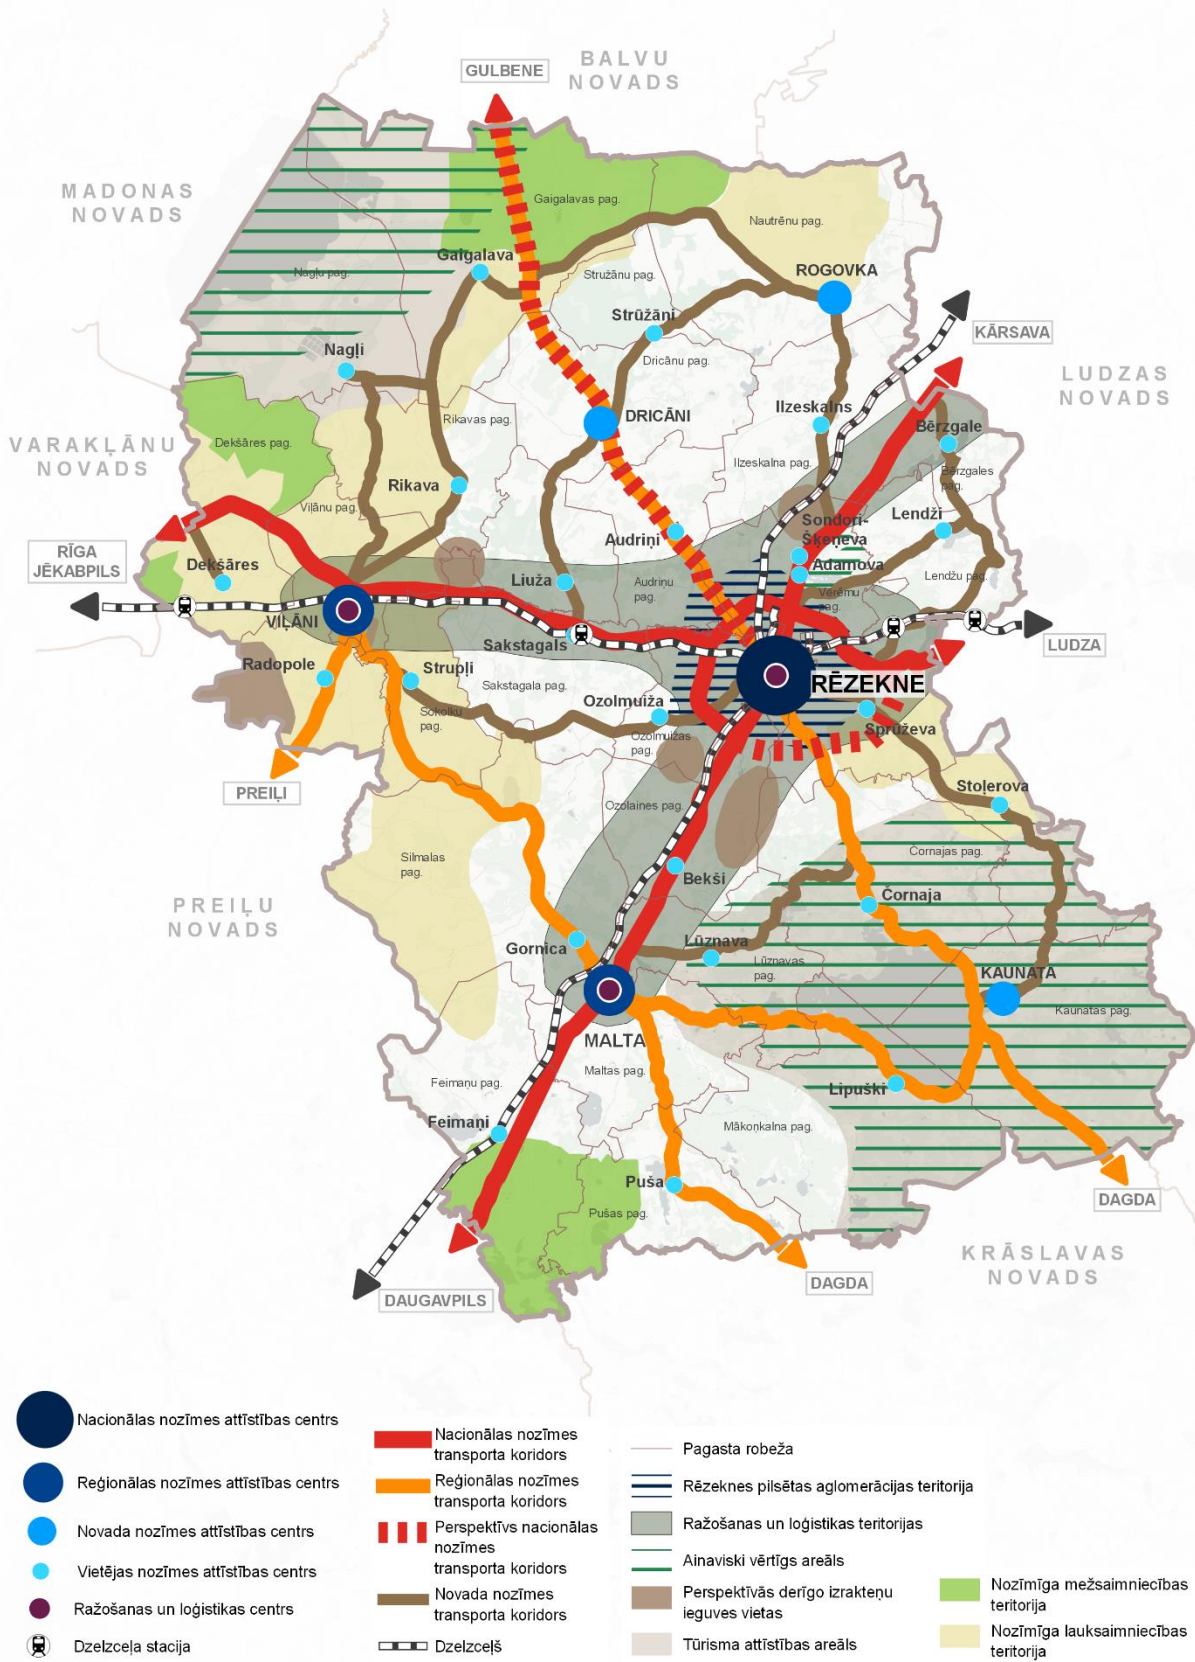 BALVU
NOVADS
GULBENE
MADONAS
NOVADS
Gaigalavas pag.
Nautrēnu pag.
Gaigalava
Nagļu pag.
Stružānu pag.
ROGOVKA
Strūžāni
KĀRSAVA
Nagļi
Dricānu pag.
LUDZAS
NOVADS
DRICĀNI
Ilzeskalns
Rikavas pag.
Bērzgale
VARAKĻĀNU
NOVADS
Dekšāres pag.
Ilzeskalna pag.
Bērzgales
pag.
Rikava
Viļānu pag.
Lendži
Sondori-
Šķeņeva
Audriņi
RĪGA
JĒKABPILS
Dekšāres
Liuža
Audriņu
pag.
Adamova
Lendžu pag.
Vērēmu
pag.
VIĻĀNI
Sakstagals
LUDZA
Radopole
Strupļi
Sakstagala pag.
RĒZEKNE
Ozolmuiža
Sokolku
pag.
Ozolmuižas
pag.
Sprūževa
PREIĻI
Stoļerova
Ozolaines pag.
Silmalas
pag.
Čornajas pag.
Bekši
PREIĻU
NOVADS
Čornaja
Gornica
Lūznava
Lūznavas
pag.
KAUNATA
Kaunatas pag.
MALTA
Maltas pag.
Feimaņu pag.
Lipuški
Feimaņi
Mākoņkalna pag.
Puša
Pušas pag.
DAGDA
KRĀSLAVAS
NOVADS
DAGDA
DAUGAVPILS
Nacionālas nozīmes attīstības centrs
Reģionālas nozīmes attīstības centrs
Novada nozīmes attīstības centrs
Vietējas nozīmes attīstības centrs
Ražošanas un loģistikas centrs
Dzelzceļa stacija
Nacionālas nozīmes
transporta koridors
Reģionālas nozīmes
transporta koridors
Perspektīvs nacionālas
nozīmes
transporta koridors
Novada nozīmes
transporta koridors
Dzelzceļš
Pagasta robeža
Rēzeknes pilsētas aglomerācijas teritorija
Ražošanas un loģistikas teritorijas
Ainaviski vērtīgs areāls
Perspektīvās derīgo izrakteņu
ieguves vietas
Tūrisma attīstības areāls
Nozīmīga mežsaimniecības
teritorija
Nozīmīga lauksaimniecības
teritorija